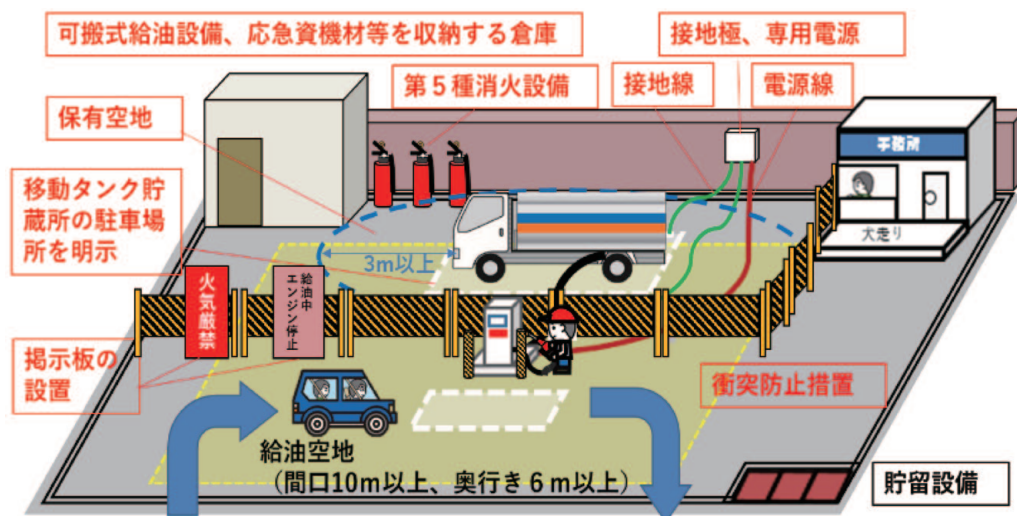 可搬式給油設備、応急資機材等を収納する倉庫
接地極、専用電源
第5種消火設備
接地線
電源線
保有空地
事務所
移動タンク貯
蔵所の駐車場
所を明示
犬走り
3m以上
火気厳禁
給油中
エンジン停止
掲示板の
設置
衝突防止措置
給油空地
（間口10m以上、奥行き6m以上）
貯留設備